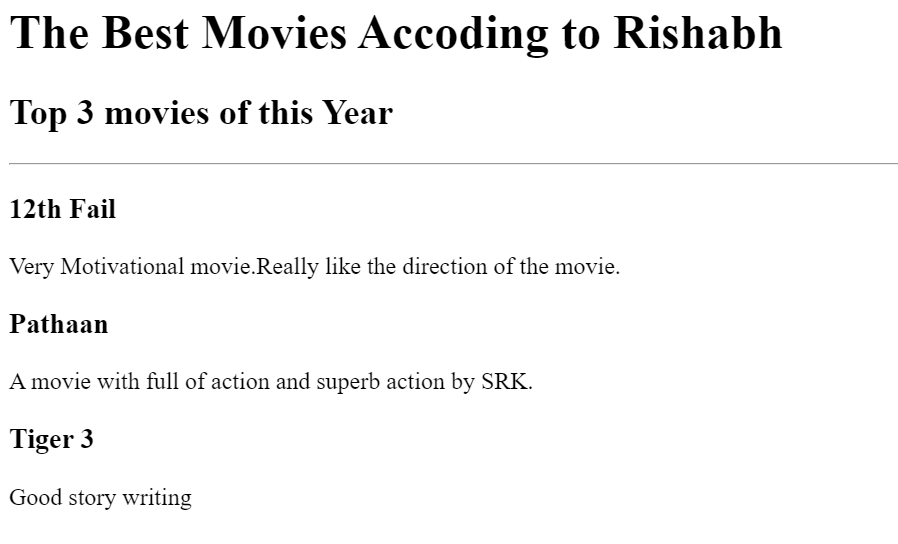 The Best Movies Accoding to Rishabh
Top 3 movies of this Year
12th Fail
Very Motivational movie.Really like the direction of the movie.
Pathaan
A movie with full of action and superb action by SRK.
Tiger 3
Good story writing